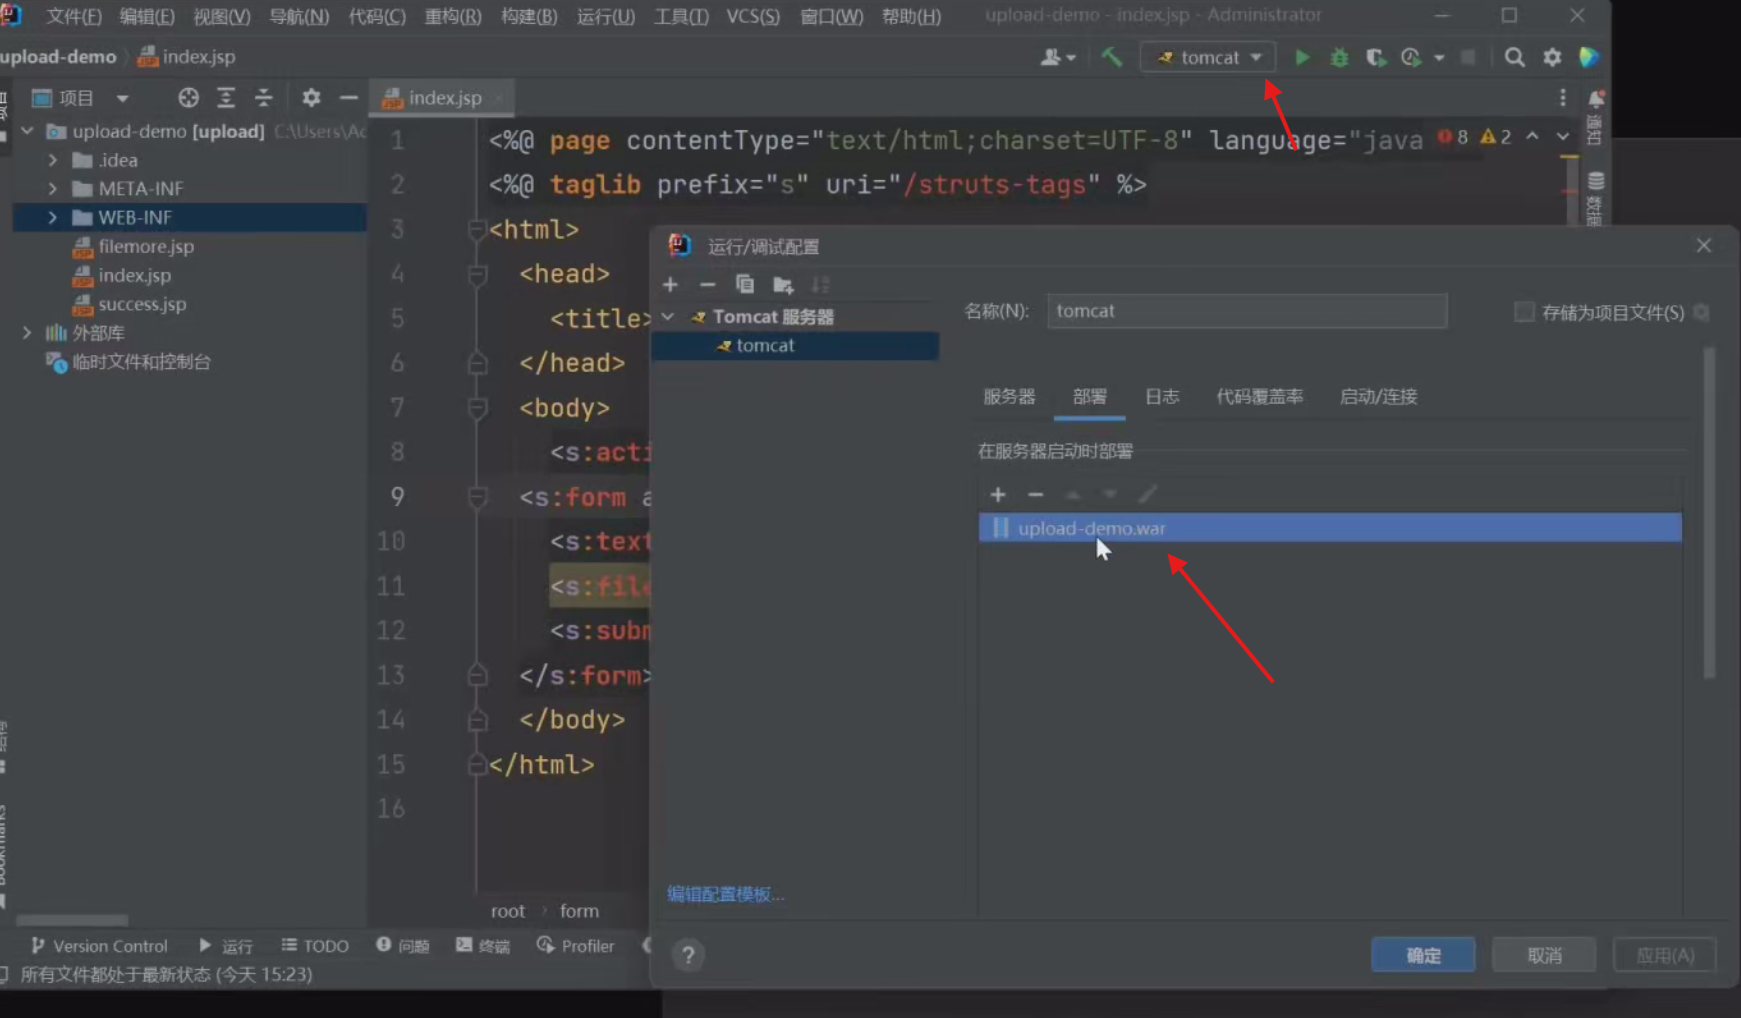 文件(F) 编辑(E) 视图(V) 导航(N) 代码(C) 重构(R) 构建(B) 运行(U) 工具(T) VCS(S) 窗口(W) 帮助(H) upload-demo - index.jsp - Administrator
upload-demo index.jsp tomcat
项目 index.jsp
通知
upload-demo [upload] C:\Users\Ac
.idea
META-INF
WEB-INF
filemore.jsp
index.jsp
success.jsp
外部库
临时文件和控制台
1 <%@ page contentType="text/html;charset=UTF-8" language="java 8 2
2 <%@ taglib prefix="s" uri="/struts-tags" %>
3 <html>
4 <head>
5 <title>
6 </head>
7 <body>
8 <s:acti
9 <s:form a
10 <s:text
11 <s:file
12 <s:subm
13 </s:form>
14 </body>
15 </html>
16
root form
运行/调试配置
Tomcat 服务器
tomcat
名称(N): tomcat 存储为项目文件(S)
服务器 部署 日志 代码覆盖率 启动/连接
在服务器启动时部署
upload-demo.war
编辑配置模板...
? 确定 取消 应用(A)
Bookmarks
Version Control 运行 TODO 问题 终端 Profiler
所有文件都处于最新状态 (今天 15:23)